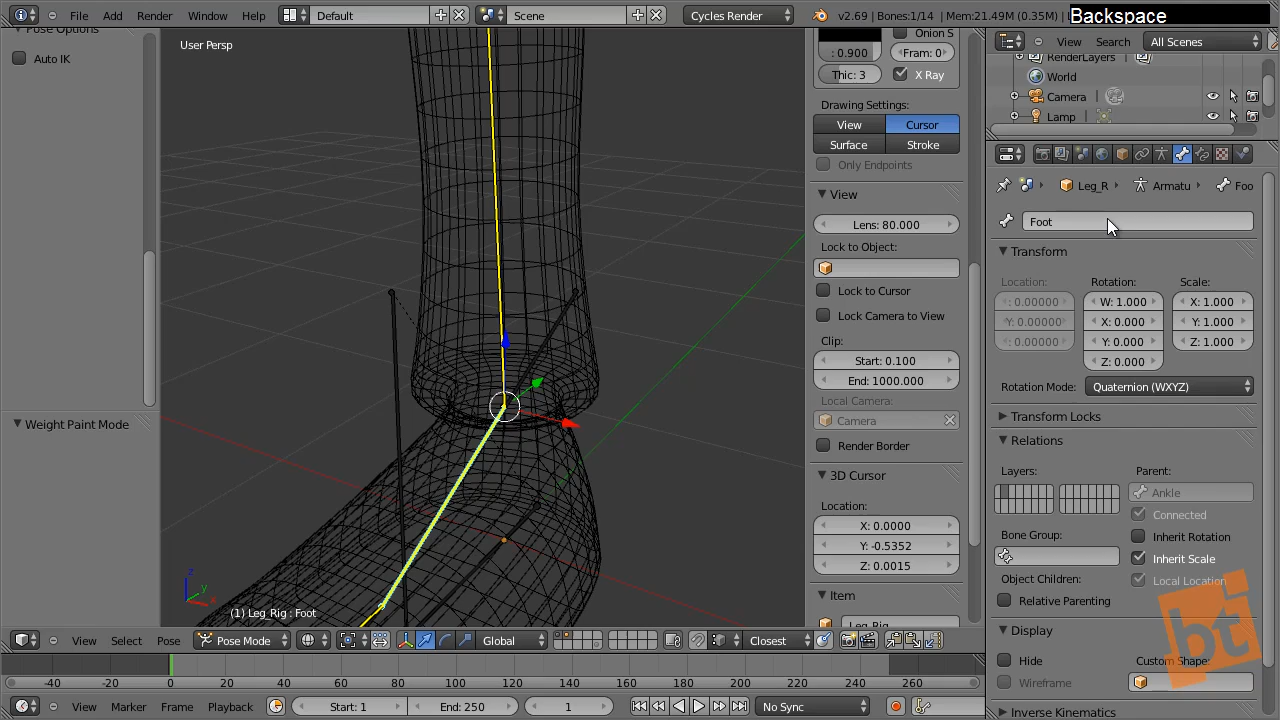 File Add Render Window Help Default Scene Cycles Render v2.69 | Bones:1/14 | Mem:21.49M (0.35M)
Backspace
Pose Options
Auto IK
Weight Paint Mode
User Persp
(1) Leg_Rig : Foot
Onion S
: 0.900 Fram: 0
Thic: 3 X Ray
Drawing Settings:
View Cursor
Surface Stroke
Only Endpoints
View
Lens: 80.000
Lock to Object:
Lock to Cursor
Lock Camera to View
Clip:
Start: 0.100
End: 1000.000
Local Camera:
Camera
Render Border
3D Cursor
Location:
X: 0.0000
Y: -0.5352
Z: 0.0015
Item
Leg_Rig
View Search All Scenes
RenderLayers |
World
Camera |
Lamp |
Leg_R Armatu Foo
Foot
Transform
Location: Rotation: Scale:
: 0.00000 W: 1.000 X: 1.000
Y: 0.00000 X: 0.000 Y: 1.000
: 0.00000 Y: 0.000 Z: 1.000
Z: 0.000
Rotation Mode: Quaternion (WXYZ)
Transform Locks
Relations
Layers: Parent:
Ankle
Connected
Bone Group: Inherit Rotation
Inherit Scale
Object Children: Local Location
Relative Parenting
bt
Display
Hide Custom Shape:
Wireframe
Inverse Kinematics
View Select Pose Pose Mode Global Closest
-40 -20 0 20 40 60 80 100 120 140 160 180 200 220 240 260
View Marker Frame Playback Start: 1 End: 250 1 No Sync
x
y
z